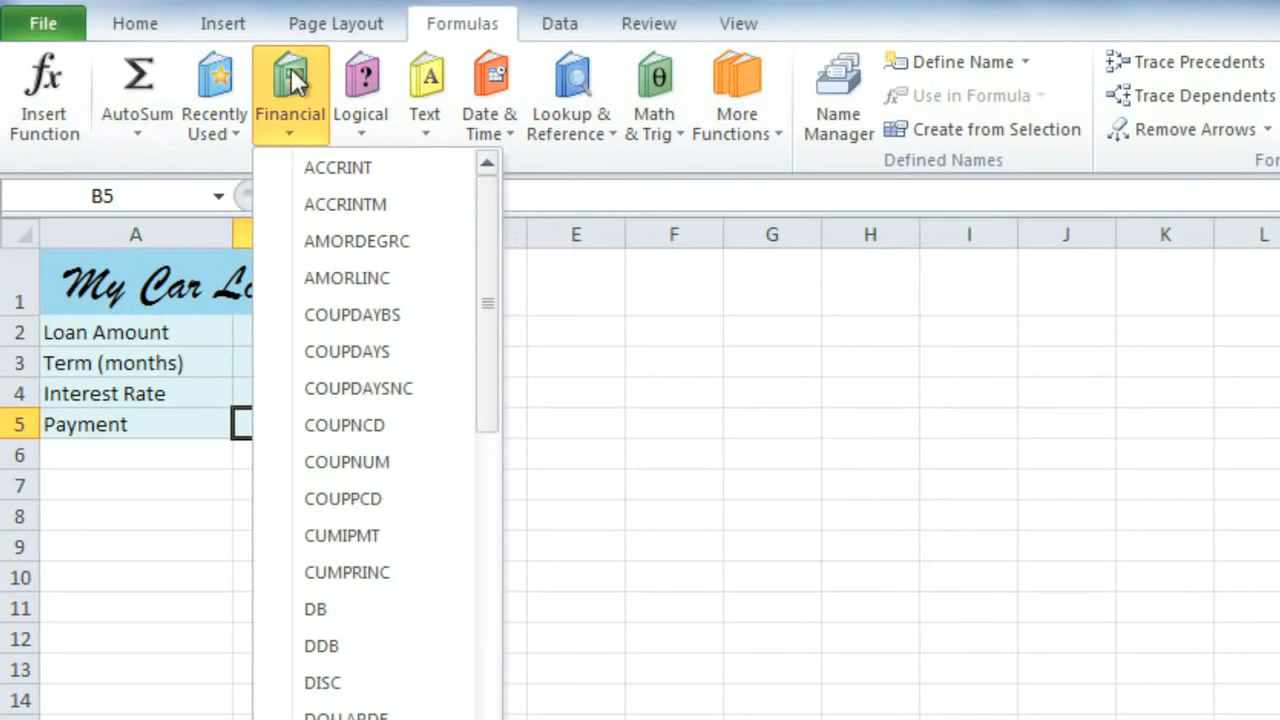 File Home Insert Page Layout Formulas Data Review View
fx Σ A θ
Insert Function
AutoSum
Recently Used
Financial
Logical
Text
Date & Time
Lookup & Reference
Math & Trig
More Functions
Name Manager
Define Name
Use in Formula
Create from Selection
Defined Names
Trace Precedents
Trace Dependents
Remove Arrows
B5
ACCRINT
ACCRINTM
AMORDEGRC
AMORLINC
COUPDAYBS
COUPDAYS
COUPDAYSNC
COUPNCD
COUPNUM
COUPPCD
CUMIPMT
CUMPRINC
DB
DDB
DISC
A E F G H I J K L
1 My Car
2 Loan Amount
3 Term (months)
4 Interest Rate
5 Payment
6
7
8
9
10
11
12
13
14